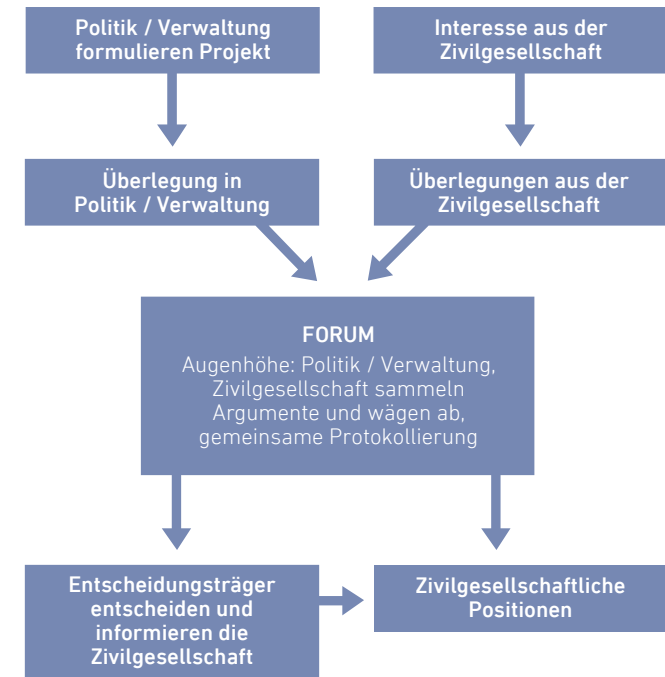 Politik / Verwaltung
formulieren Projekt
Interesse aus der
Zivilgesellschaft
Überlegung in
Politik / Verwaltung
Überlegungen aus der
Zivilgesellschaft
FORUM
Augenhöhe: Politik / Verwaltung,
Zivilgesellschaft sammeln
Argumente und wägen ab,
gemeinsame Protokollierung
Entscheidungsträger
entscheiden und
informieren die
Zivilgesellschaft
Zivilgesellschaftliche
Positionen